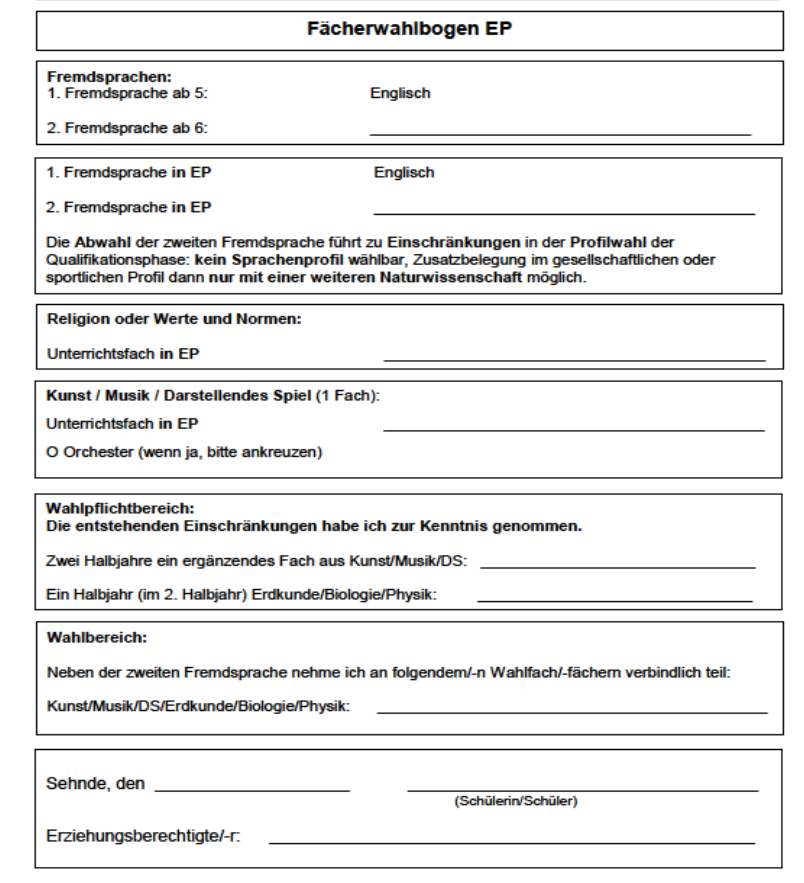 Fächerwahlbogen EP
Fremdsprachen:
1. Fremdsprache ab 5: Englisch
2. Fremdsprache ab 6:
1. Fremdsprache in EP Englisch
2. Fremdsprache in EP
Die Abwahl der zweiten Fremdsprache führt zu Einschränkungen in der Profilwahl der
Qualifikationsphase: kein Sprachenprofil wählbar, Zusatzbelegung im gesellschaftlichen oder
sportlichen Profil dann nur mit einer weiteren Naturwissenschaft möglich.
Religion oder Werte und Normen:
Unterrichtsfach in EP
Kunst / Musik / Darstellendes Spiel (1 Fach):
Unterrichtsfach in EP
O Orchester (wenn ja, bitte ankreuzen)
Wahlpflichtbereich:
Die entstehenden Einschränkungen habe ich zur Kenntnis genommen.
Zwei Halbjahre ein ergänzendes Fach aus Kunst/Musik/DS:
Ein Halbjahr (im 2. Halbjahr) Erdkunde/Biologie/Physik:
Wahlbereich:
Neben der zweiten Fremdsprache nehme ich an folgendem/-n Wahlfach/-fächern verbindlich teil:
Kunst/Musik/DS/Erdkunde/Biologie/Physik:
Sehnde, den
(Schülerin/Schüler)
Erziehungsberechtigte/-r: